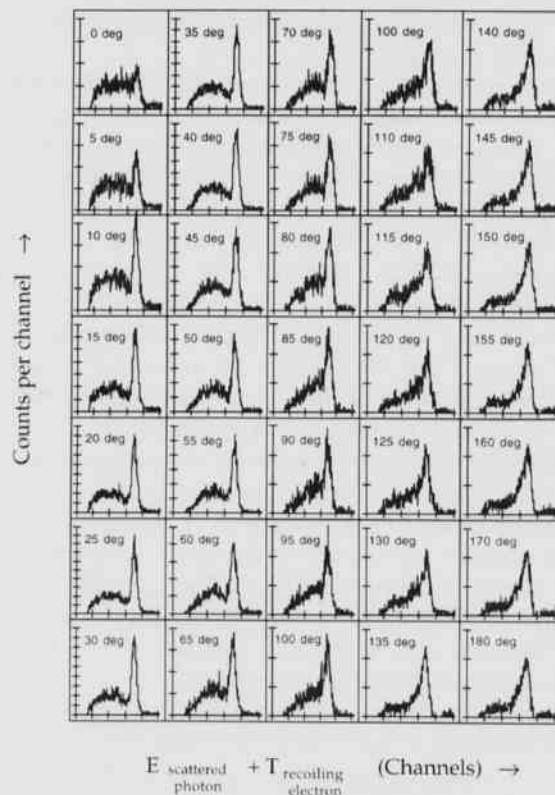 0 deg 35 deg 70 deg 100 deg 140 deg
5 deg 40 deg 75 deg 110 deg 145 deg
10 deg 45 deg 80 deg 115 deg 150 deg
15 deg 50 deg 85 deg 120 deg 155 deg
20 deg 55 deg 90 deg 125 deg 160 deg
25 deg 60 deg 95 deg 130 deg 170 deg
30 deg 65 deg 100 deg 135 deg 180 deg
Counts per channel →
E scattered photon + T recoiling electron (Channels) →